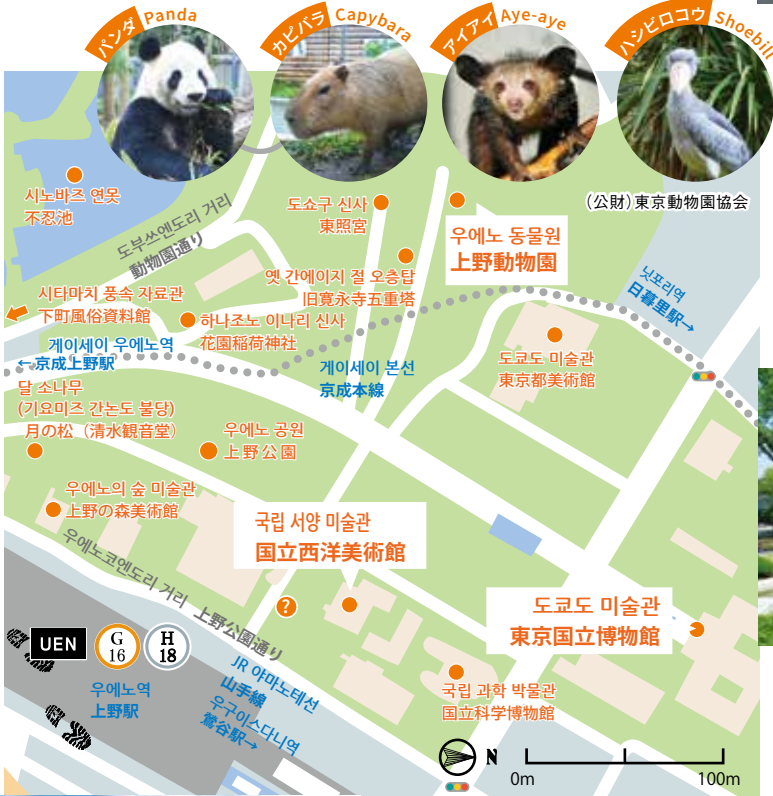 パンダ Panda
カピバラ Capybara
アイアイ Aye-aye
ハシビロコウ Shoebill
(公財)東京動物園協会
시노바즈 연못
不忍池
도부쓰엔도리 거리
動物園通り
도쇼구 신사
東照宮
우에노 동물원
上野動物園
옛 간에이지 절 오층탑
旧寛永寺五重塔
닛포리역
日暮里駅→
시타마치 풍속 자료관
下町風俗資料館
하나조노 이나리 신사
花園稲荷神社
게이세이 우에노역
←京成上野駅
게이세이 본선
京成本線
도쿄도 미술관
東京都美術館
달 소나무
(기요미즈 간논도 불당)
月の松（清水観音堂）
우에노 공원
上野公園
우에노의 숲 미술관
上野の森美術館
국립 서양 미술관
国立西洋美術館
우에노코엔도리 거리 上野公園通り
?
도쿄도 미술관
東京国立博物館
국립 과학 박물관
国立科学博物館
UEN
G
16
H
18
우에노역
上野駅
JR 야마노테선
山手線
우구이스다니역
鶯谷駅→
N
0m
100m